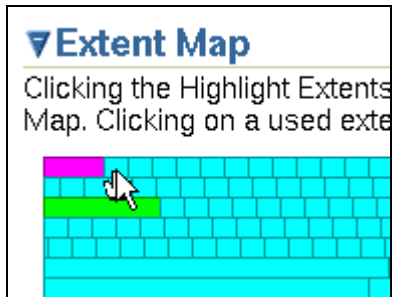 Extent Map
Clicking the Highlight Extents
Map. Clicking on a used exte